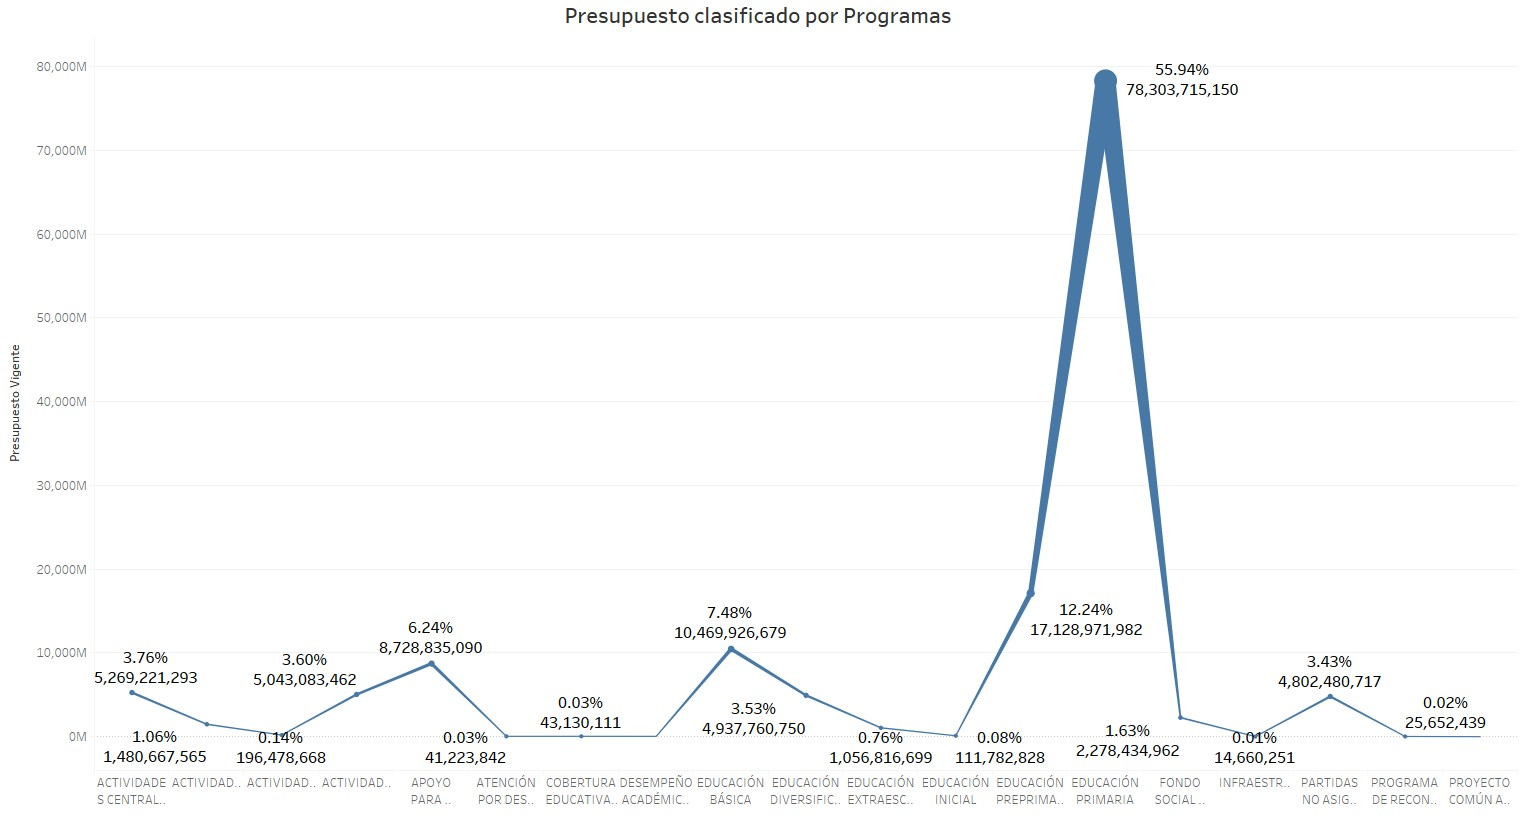 Presupuesto clasificado por Programas
Presupuesto Vigente
80,000M
70,000M
60,000M
50,000M
40,000M
30,000M
20,000M
10,000M
0M
3.76%
5,269,221,293
1.06%
1,480,667,565
0.14%
196,478,668
3.60%
5,043,083,462
6.24%
8,728,835,090
0.03%
41,223,842
0.03%
43,130,111
7.48%
10,469,926,679
3.53%
4,937,760,750
0.76%
1,056,816,699
0.08%
111,782,828
12.24%
17,128,971,982
55.94%
78,303,715,150
1.63%
2,278,434,962
0.01%
14,660,251
3.43%
4,802,480,717
0.02%
25,652,439
ACTIVIDADE
S CENTRAL..
ACTIVIDAD..
ACTIVIDAD..
ACTIVIDAD..
APOYO
PARA ..
ATENCIÓN
POR DES..
COBERTURA
EDUCATIVA..
DESEMPEÑO
ACADÉMIC..
EDUCACIÓN
BÁSICA
EDUCACIÓN
DIVERSIFIC..
EDUCACIÓN
EXTRAESC..
EDUCACIÓN
INICIAL
EDUCACIÓN
PREPRIMA..
EDUCACIÓN
PRIMARIA
FONDO
SOCIAL ..
INFRAESTR..
PARTIDAS
NO ASIG..
PROGRAMA
DE RECON..
PROYECTO
COMÚN A..